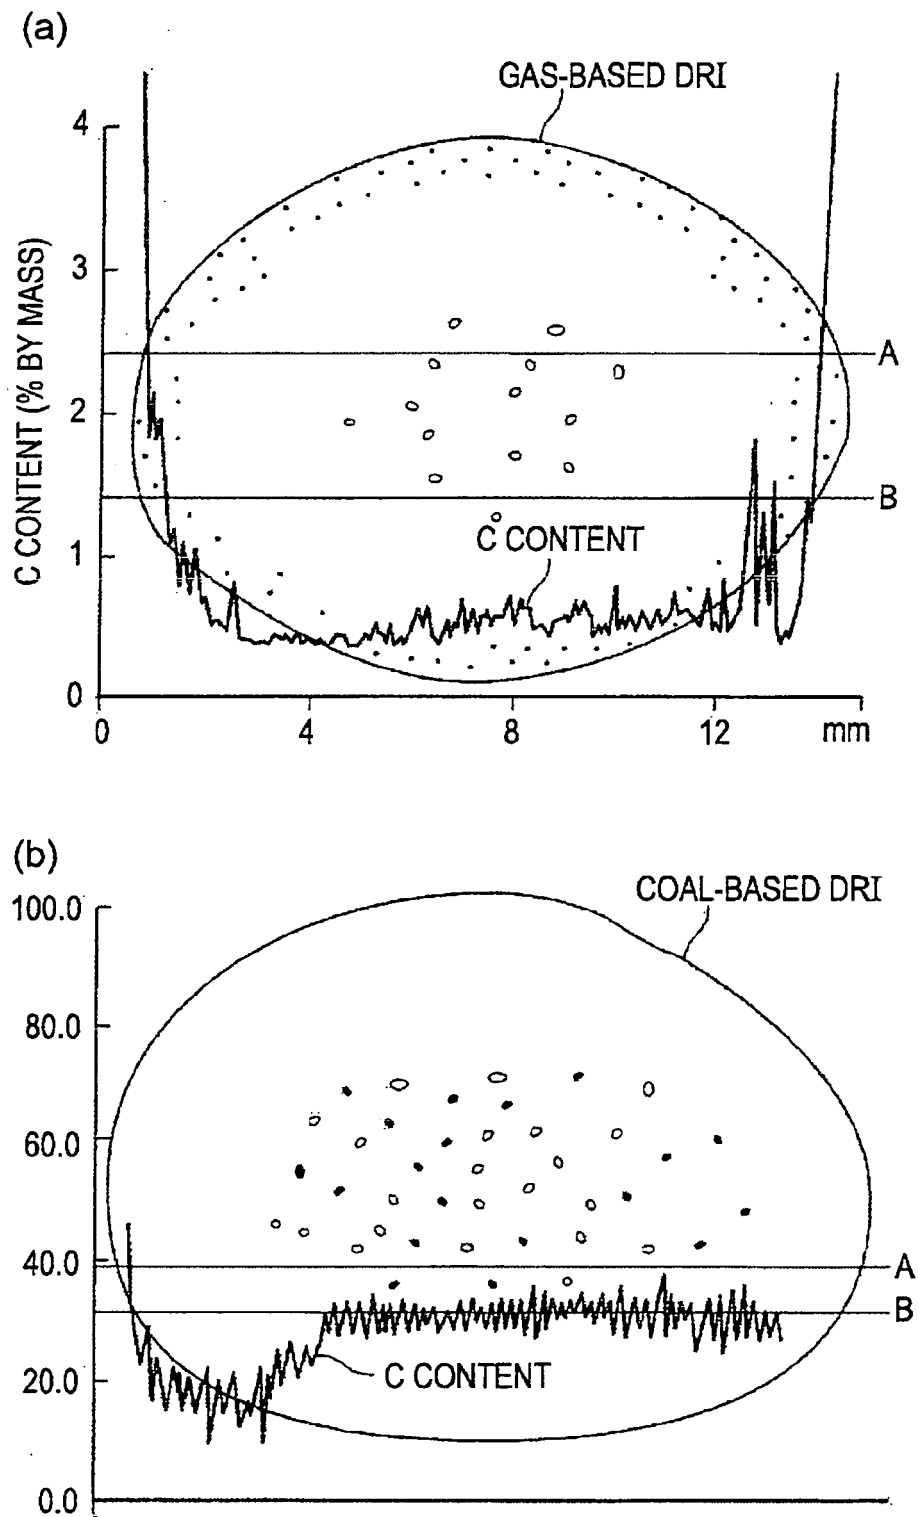 (a)
GAS-BASED DRI
4
3
2
1
0
C CONTENT (% BY MASS)
A
B
C CONTENT
0 4 8 12 mm
(b)
COAL-BASED DRI
100.0
80.0
60.0
40.0
20.0
0.0
A
B
C CONTENT